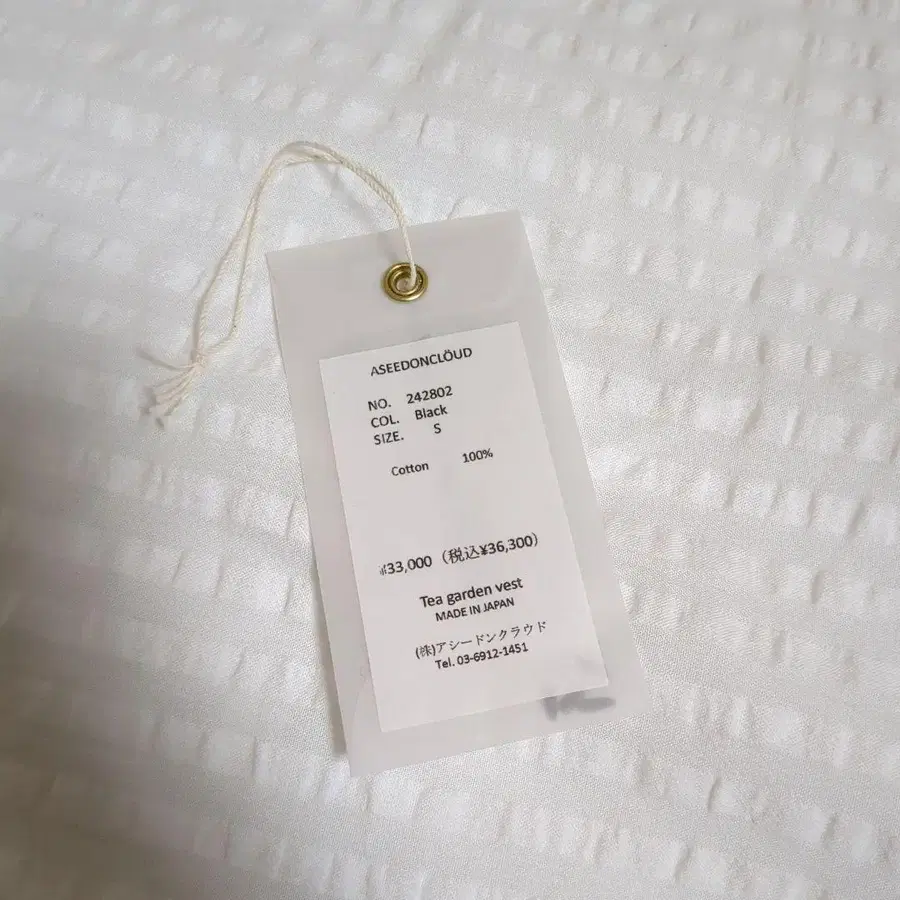 ASEEDONCLÖUD
NO. 242802
COL. Black
SIZE. S
Cotton 100%
¥33,000（税込¥36,300）
Tea garden vest
MADE IN JAPAN
(株)アシードンクラウド
Tel. 03-6912-1451